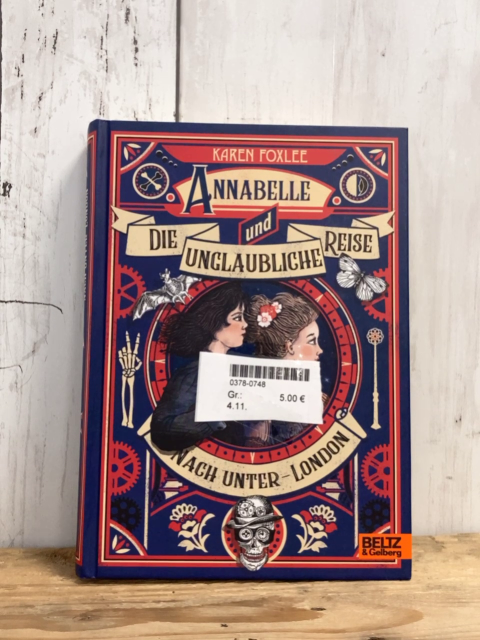 KAREN FOXLEE
ANNABELLE
und
DIE UNGLAUBLICHE REISE
0378-0748
Gr.: 5.00 €
4.11.
NACH UNTER-LONDON
BELTZ
& Gelberg